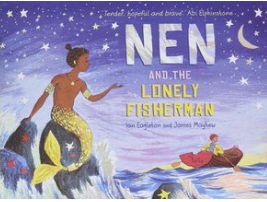 Tender, hopeful and brave. Abi Elphinstone
NEN
AND THE
LONELY
FISHERMAN
Ian Eagleton and James Mayhew